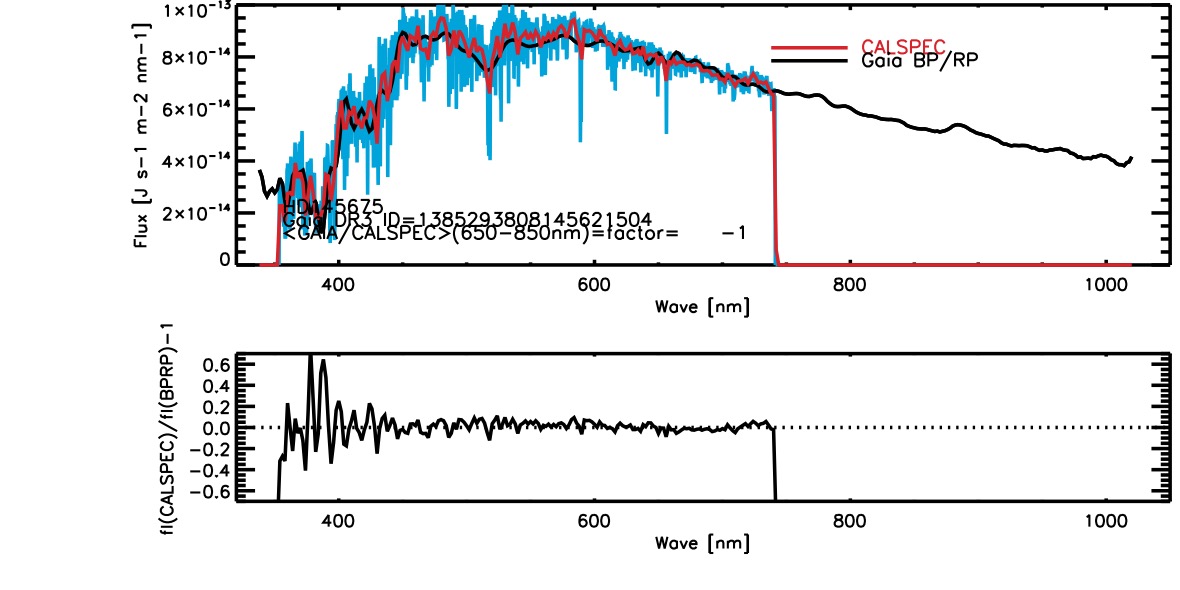 1×10−13
8×10−14
6×10−14
4×10−14
2×10−14
0
Flux [J s−1 m−2 nm−1]
CALSPEC
Gaia BP/RP
HD145675
Gaia DR3 ID=1385293808145621504
<GAIA/CALSPEC>(650−850nm)=factor= −1
400 600 800 1000
Wave [nm]
fl(CALSPEC)/fl(BPRP)−1
0.6
0.4
0.2
0.0
−0.2
−0.4
−0.6
400 600 800 1000
Wave [nm]